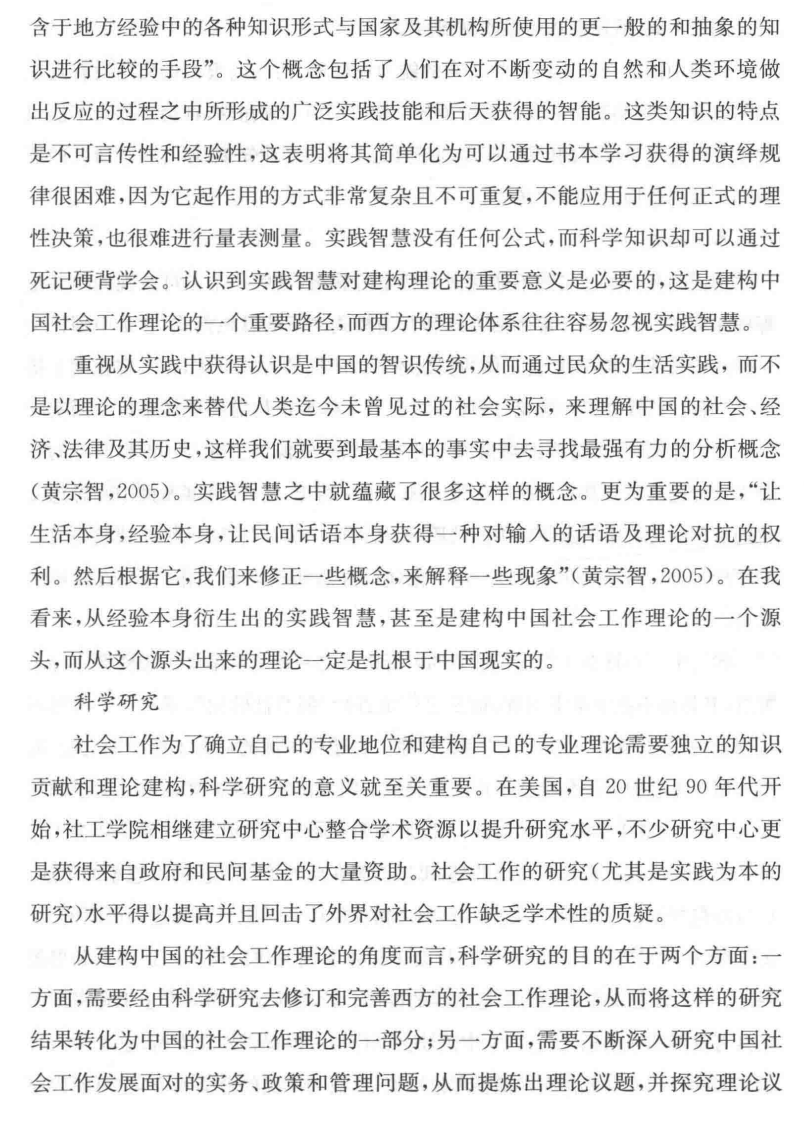 含于地方经验中的各种知识形式与国家及其机构所使用的更一般的和抽象的知
识进行比较的手段”。这个概念包括了人们在对不断变动的自然和人类环境做
出反应的过程之中所形成的广泛实践技能和后天获得的智能。这类知识的特点
是不可言传性和经验性,这表明将其简单化为可以通过书本学习获得的演绎规
律很困难,因为它起作用的方式非常复杂且不可重复,不能应用于任何正式的理
性决策,也很难进行量表测量。实践智慧没有任何公式,而科学知识却可以通过
死记硬背学会。认识到实践智慧对建构理论的重要意义是必要的,这是建构中
国社会工作理论的一个重要路径,而西方的理论体系往往容易忽视实践智慧。
重视从实践中获得认识是中国的智识传统,从而通过民众的生活实践，而不
是以理论的理念来替代人类迄今未曾见过的社会实际，来理解中国的社会、经
济、法律及其历史,这样我们就要到最基本的事实中去寻找最强有力的分析概念
(黄宗智,2005)。实践智慧之中就蕴藏了很多这样的概念。更为重要的是,“让
生活本身,经验本身,让民间话语本身获得一种对输入的话语及理论对抗的权
利。然后根据它,我们来修正一些概念,来解释一些现象”(黄宗智,2005)。在我
看来,从经验本身衍生出的实践智慧,甚至是建构中国社会工作理论的一个源
头,而从这个源头出来的理论一定是扎根于中国现实的。
科学研究
社会工作为了确立自己的专业地位和建构自己的专业理论需要独立的知识
贡献和理论建构,科学研究的意义就至关重要。在美国,自 20 世纪 90 年代开
始,社工学院相继建立研究中心整合学术资源以提升研究水平,不少研究中心更
是获得来自政府和民间基金的大量资助。社会工作的研究(尤其是实践为本的
研究)水平得以提高并且回击了外界对社会工作缺乏学术性的质疑。
从建构中国的社会工作理论的角度而言,科学研究的目的在于两个方面:一
方面,需要经由科学研究去修订和完善西方的社会工作理论,从而将这样的研究
结果转化为中国的社会工作理论的一部分;另一方面,需要不断深入研究中国社
会工作发展面对的实务、政策和管理问题,从而提炼出理论议题,并探究理论议